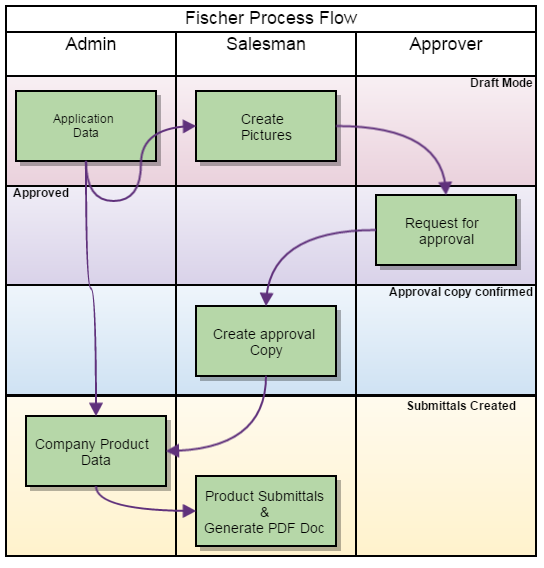 Fischer Process Flow
Admin
Salesman
Approver
Draft Mode
Application
Data
Create
Pictures
Approved
Request for
approval
Approval copy confirmed
Create approval
Copy
Submittals Created
Company Product
Data
Product Submittals
&
Generate PDF Doc